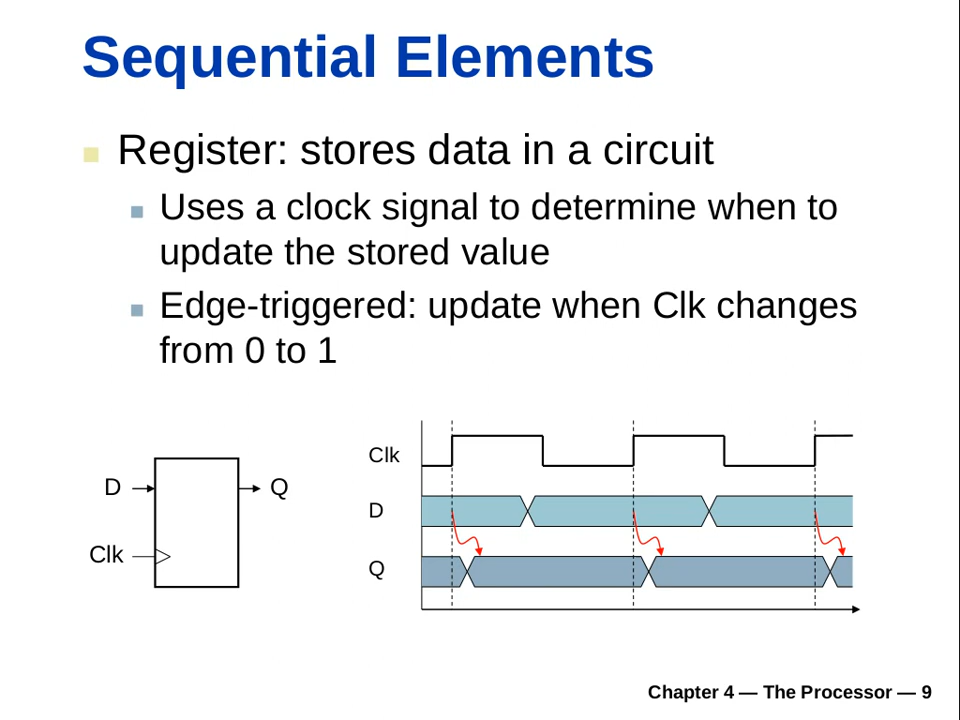 Sequential Elements
Register: stores data in a circuit
Uses a clock signal to determine when to
update the stored value
Edge-triggered: update when Clk changes
from 0 to 1
D
Q
Clk
Clk
D
Q
Chapter 4 — The Processor — 9